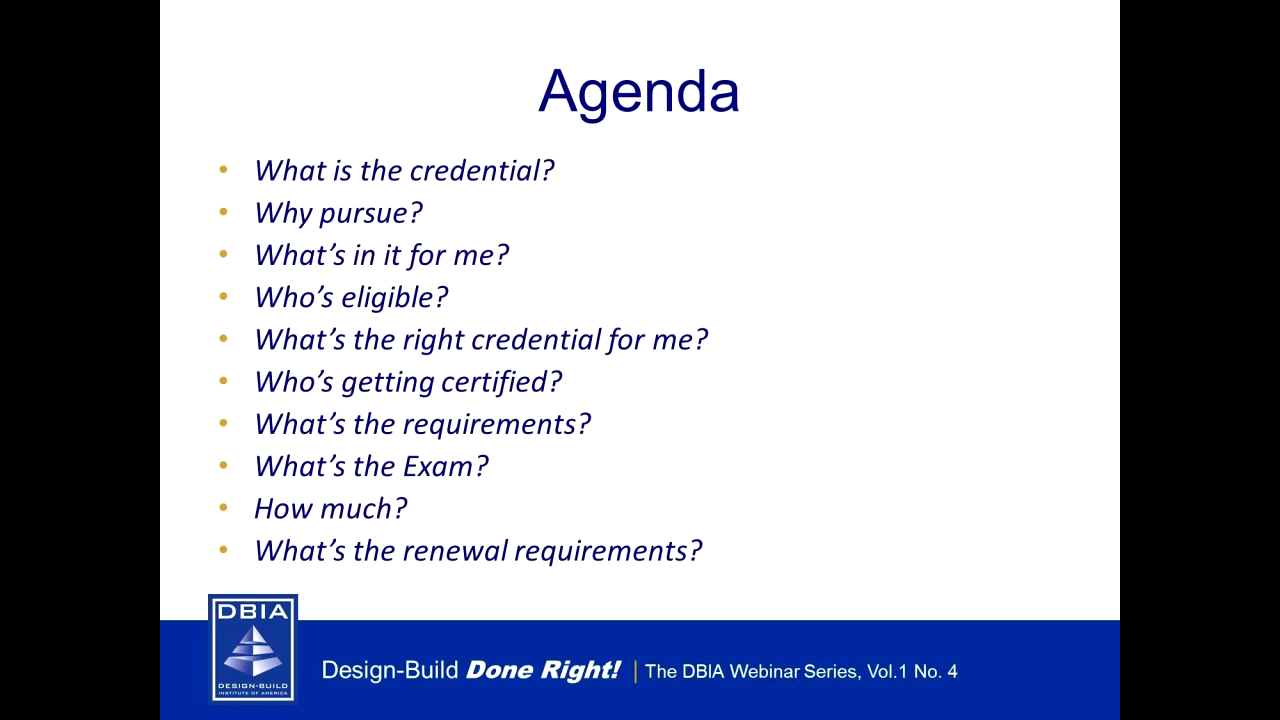 Agenda
• What is the credential?
• Why pursue?
• What’s in it for me?
• Who’s eligible?
• What’s the right credential for me?
• Who’s getting certified?
• What’s the requirements?
• What’s the Exam?
• How much?
• What’s the renewal requirements?
DBIA
DESIGN-BUILD
INSTITUTE OF AMERICA
Design-Build Done Right! | The DBIA Webinar Series, Vol.1 No. 4